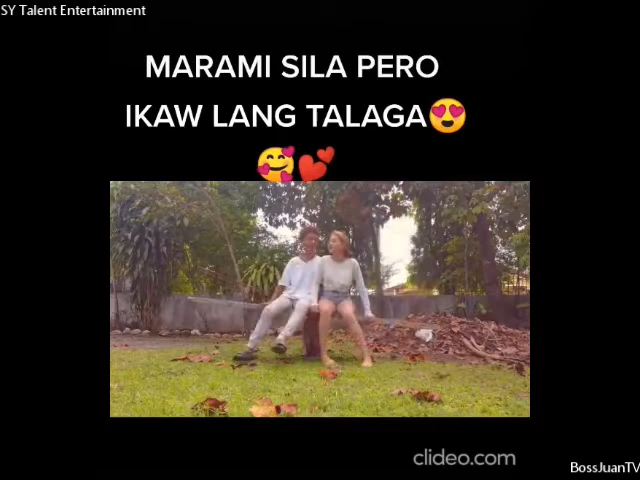 SY Talent Entertainment
MARAMI SILA PERO
IKAW LANG TALAGA😍
🥰💕
clideo.com
BossJuanTV